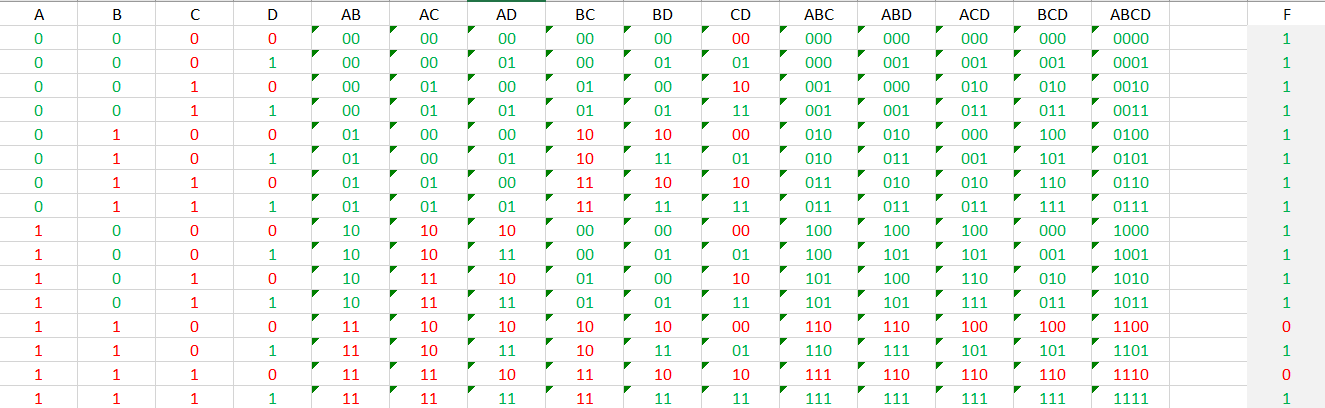 A B C D AB AC AD BC BD CD ABC ABD ACD BCD ABCD F
0 0 0 0 00 00 00 00 00 00 000 000 000 000 0000 1
0 0 0 1 00 00 01 00 01 01 000 001 001 001 0001 1
0 0 1 0 00 01 00 01 00 10 001 000 010 010 0010 1
0 0 1 1 00 01 01 01 01 11 001 001 011 011 0011 1
0 1 0 0 01 00 00 10 10 00 010 010 000 100 0100 1
0 1 0 1 01 00 01 10 11 01 010 011 001 101 0101 1
0 1 1 0 01 01 00 11 10 10 011 010 010 110 0110 1
0 1 1 1 01 01 01 11 11 11 011 011 011 111 0111 1
1 0 0 0 10 10 10 00 00 00 100 100 100 000 1000 1
1 0 0 1 10 10 11 00 01 01 100 101 101 001 1001 1
1 0 1 0 10 11 10 01 00 10 101 100 110 010 1010 1
1 0 1 1 10 11 11 01 01 11 101 101 111 011 1011 1
1 1 0 0 11 10 10 10 10 00 110 110 100 100 1100 0
1 1 0 1 11 10 11 10 11 01 110 111 101 101 1101 1
1 1 1 0 11 11 10 11 10 10 111 110 110 110 1110 0
1 1 1 1 11 11 11 11 11 11 111 111 111 111 1111 1